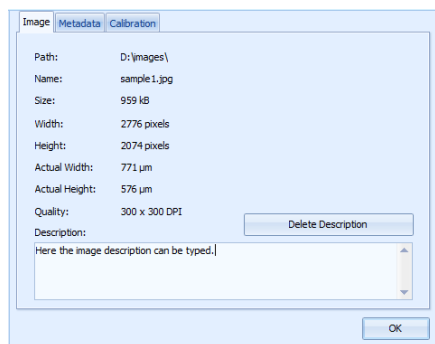 Image Metadata Calibration
Path: D:\images\
Name: sample1.jpg
Size: 959 kB
Width: 2776 pixels
Height: 2074 pixels
Actual Width: 771 µm
Actual Height: 576 µm
Quality: 300 x 300 DPI
Delete Description
Description:
Here the image description can be typed.
OK